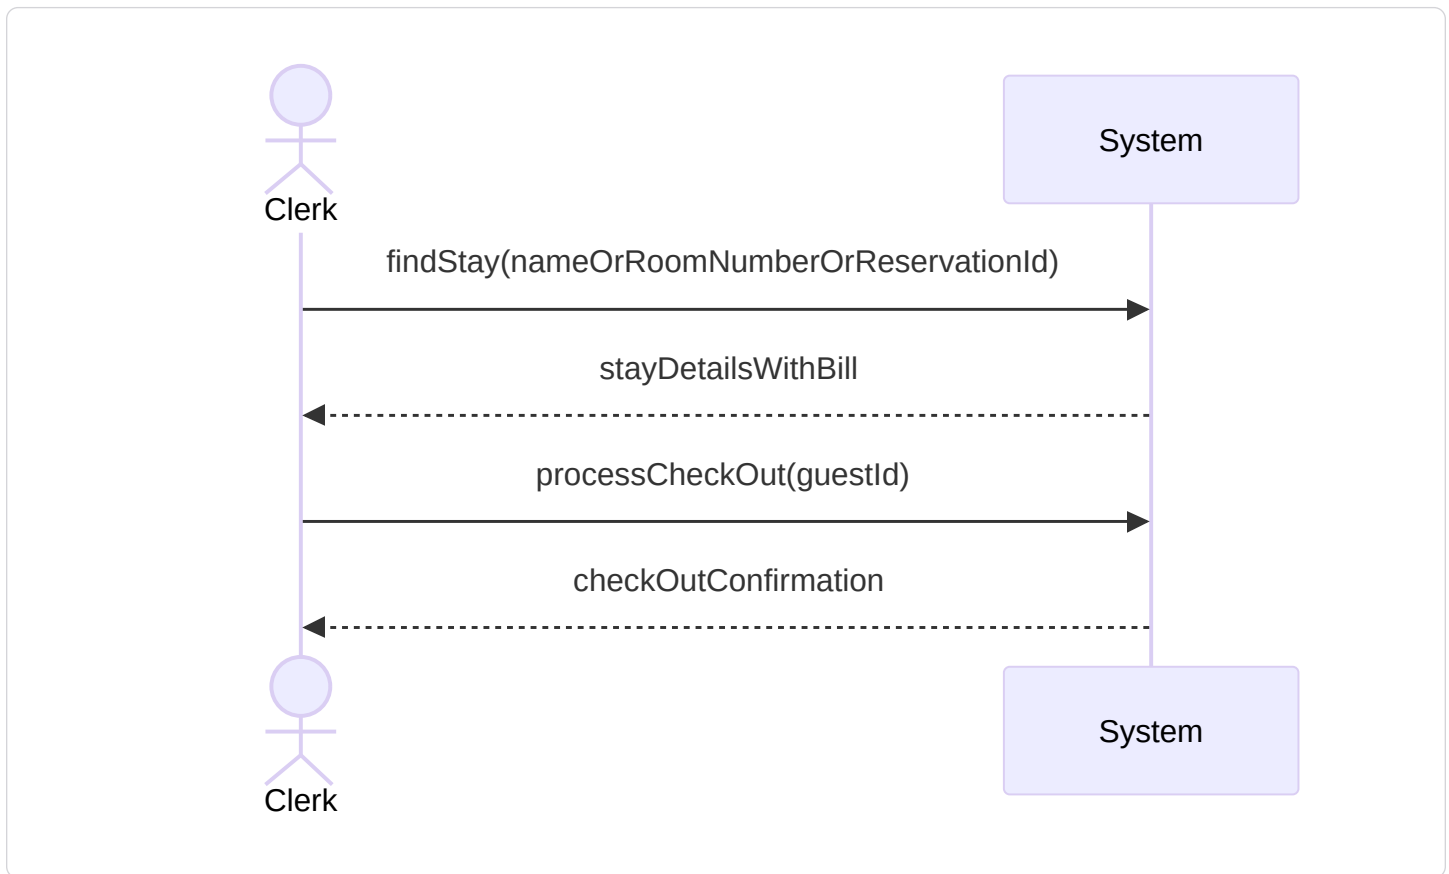 System
Clerk
findStay(nameOrRoomNumberOrReservationId)
stayDetailsWithBill
processCheckOut(guestId)
checkOutConfirmation
System
Clerk